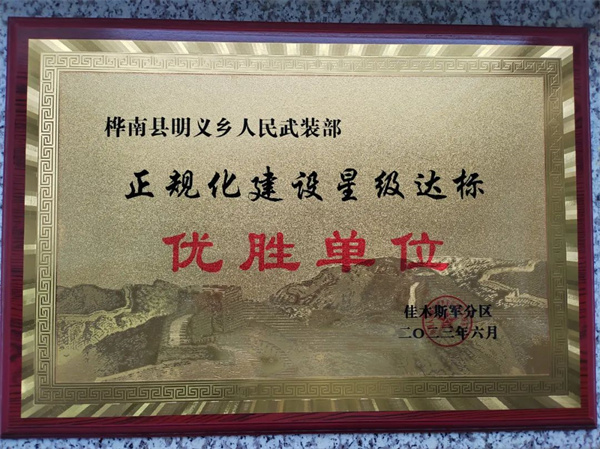 桦南县明义乡人民武装部
正规化建设星级达标
优胜单位
佳木斯军分区
二〇二三年六月